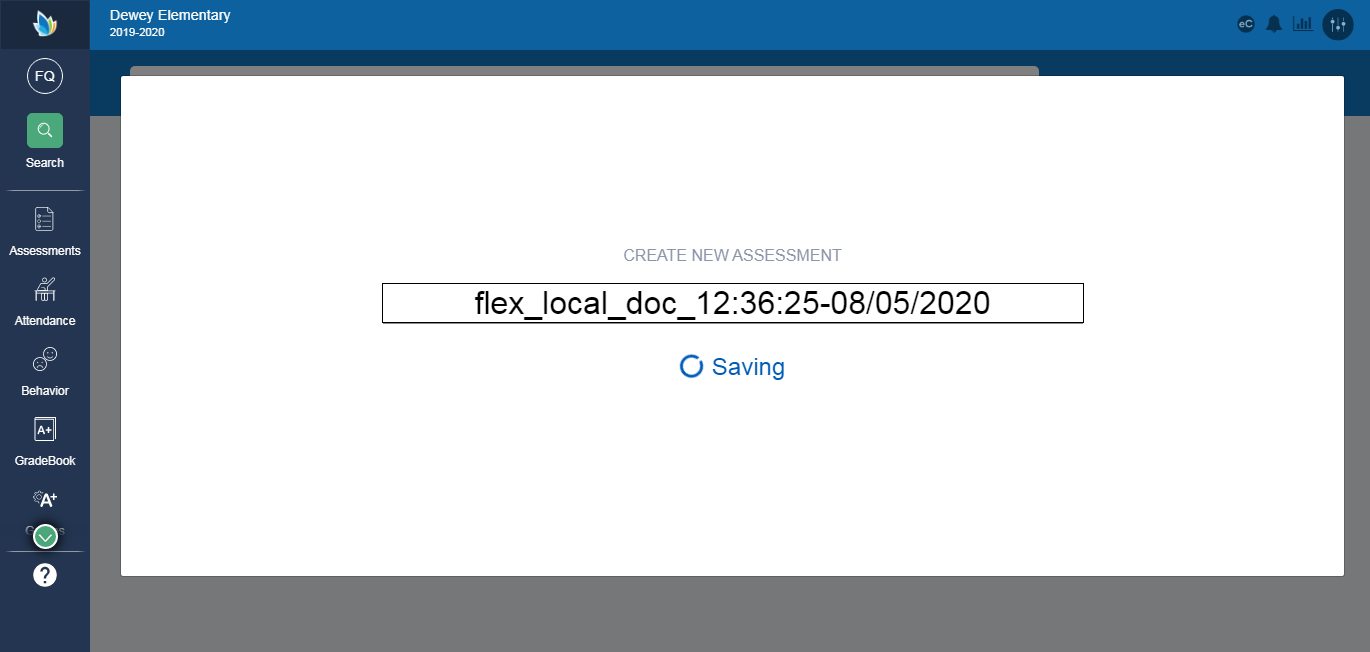 Dewey Elementary
2019-2020
eC
FQ
Search
Assessments
Attendance
Behavior
A+
GradeBook
A+
CREATE NEW ASSESSMENT
flex_local_doc_12:36:25-08/05/2020
Saving
?